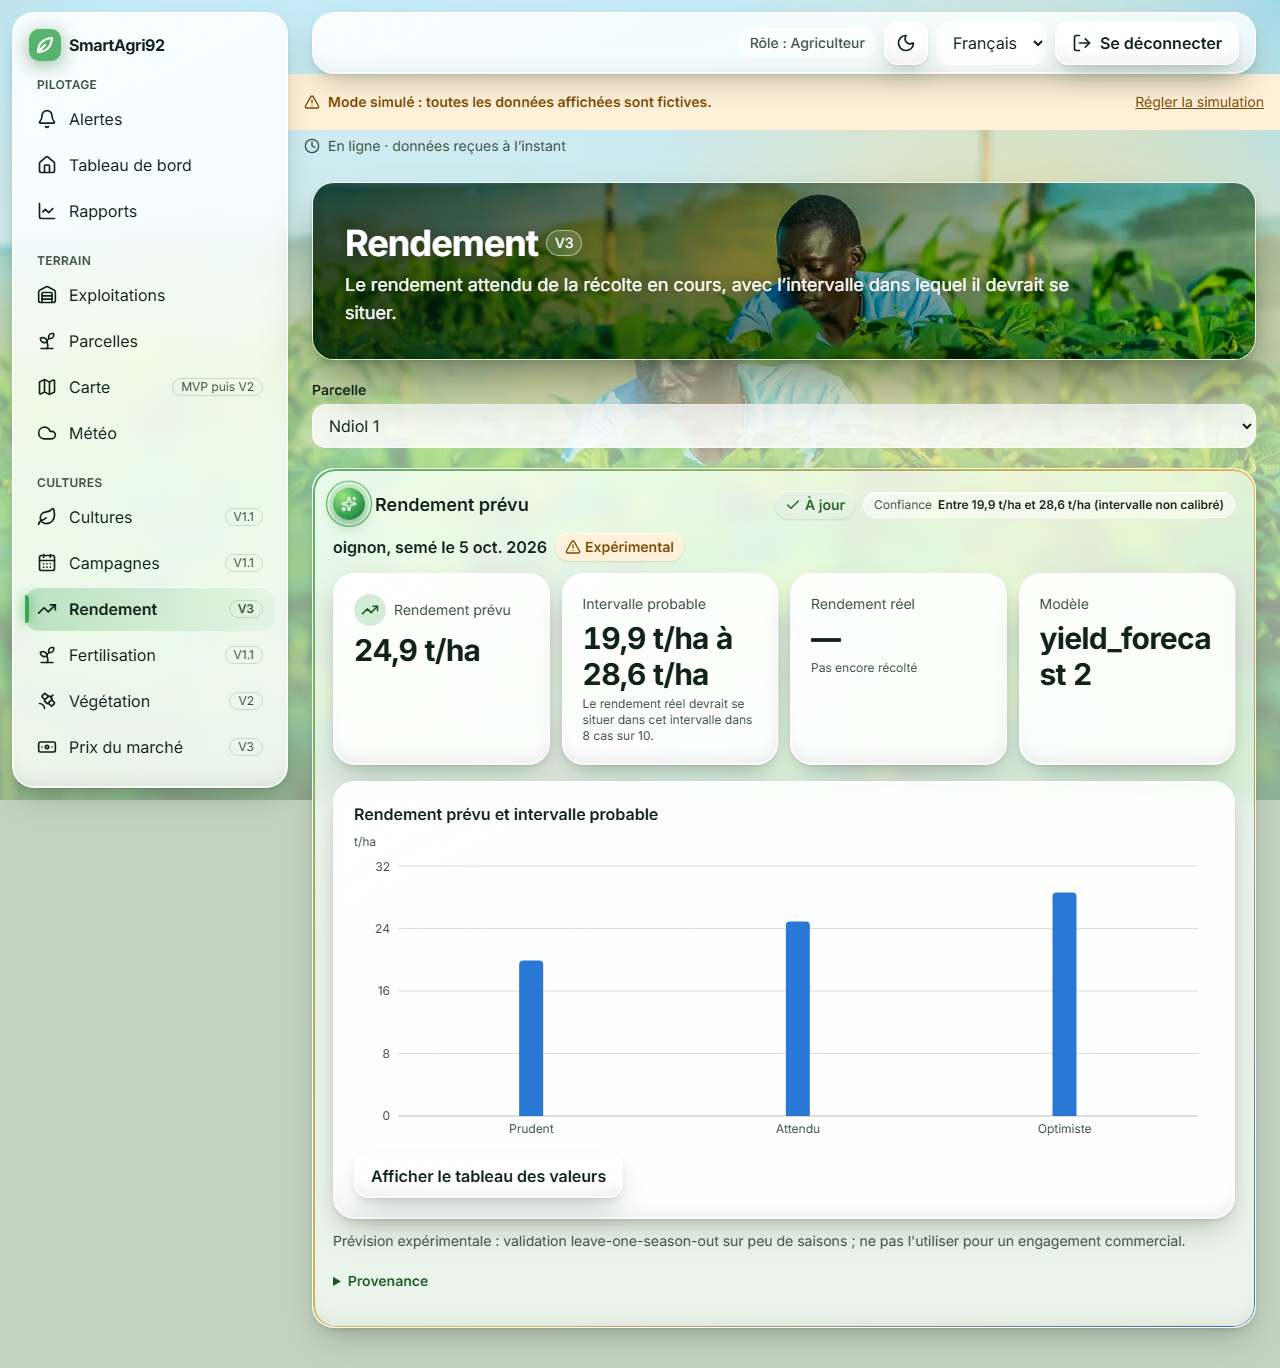 SmartAgri92
PILOTAGE
Alertes
Tableau de bord
Rapports
TERRAIN
Exploitations
Parcelles
Carte MVP puis V2
Météo
CULTURES
Cultures V1.1
Campagnes V1.1
Rendement V3
Fertilisation V1.1
Végétation V2
Prix du marché V3
Rôle : Agriculteur Français Se déconnecter
Mode simulé : toutes les données affichées sont fictives. Régler la simulation
En ligne · données reçues à l'instant
Rendement V3
Le rendement attendu de la récolte en cours, avec l'intervalle dans lequel il devrait se
situer.
Parcelle
Ndiol 1
Rendement prévu À jour Confiance Entre 19,9 t/ha et 28,6 t/ha (intervalle non calibré)
oignon, semé le 5 oct. 2026 Expérimental
Rendement prévu
24,9 t/ha
Intervalle probable
19,9 t/ha à
28,6 t/ha
Le rendement réel devrait se
situer dans cet intervalle dans
8 cas sur 10.
Rendement réel
—
Pas encore récolté
Modèle
yield_foreca
st 2
Rendement prévu et intervalle probable
t/ha
32
24
16
8
0
Prudent Attendu Optimiste
Afficher le tableau des valeurs
Prévision expérimentale : validation leave-one-season-out sur peu de saisons ; ne pas l'utiliser pour un engagement commercial.
Provenance